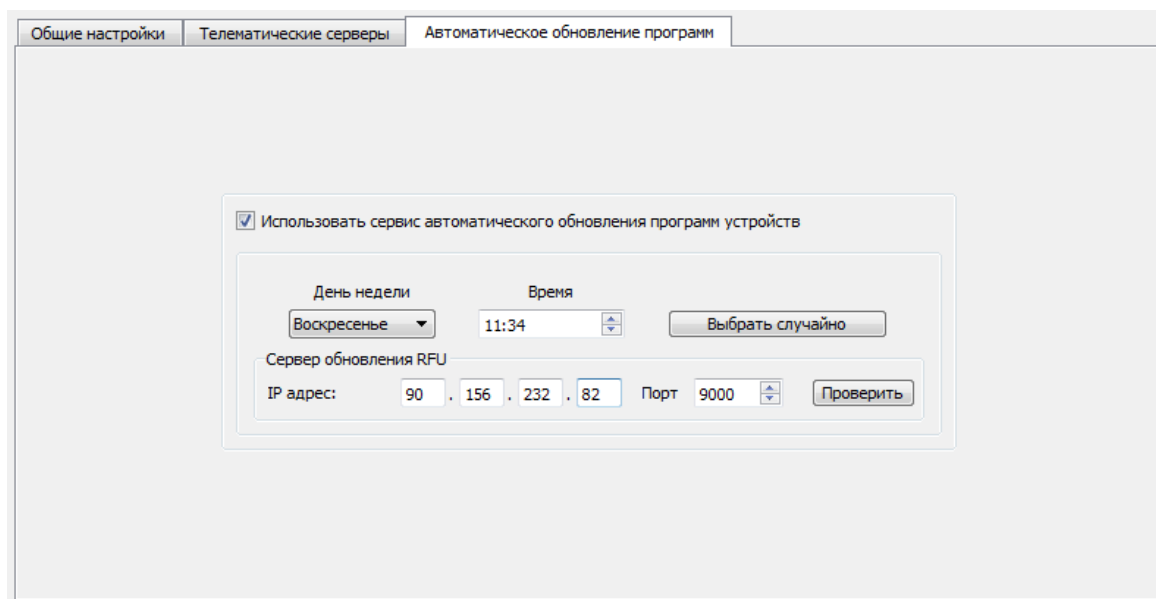 Общие настройки Телематические серверы Автоматическое обновление программ
Использовать сервис автоматического обновления программ устройств
День недели Время
Воскресенье 11:34 Выбрать случайно
Сервер обновления RFU
IP адрес: 90 . 156 . 232 . 82 Порт 9000 Проверить